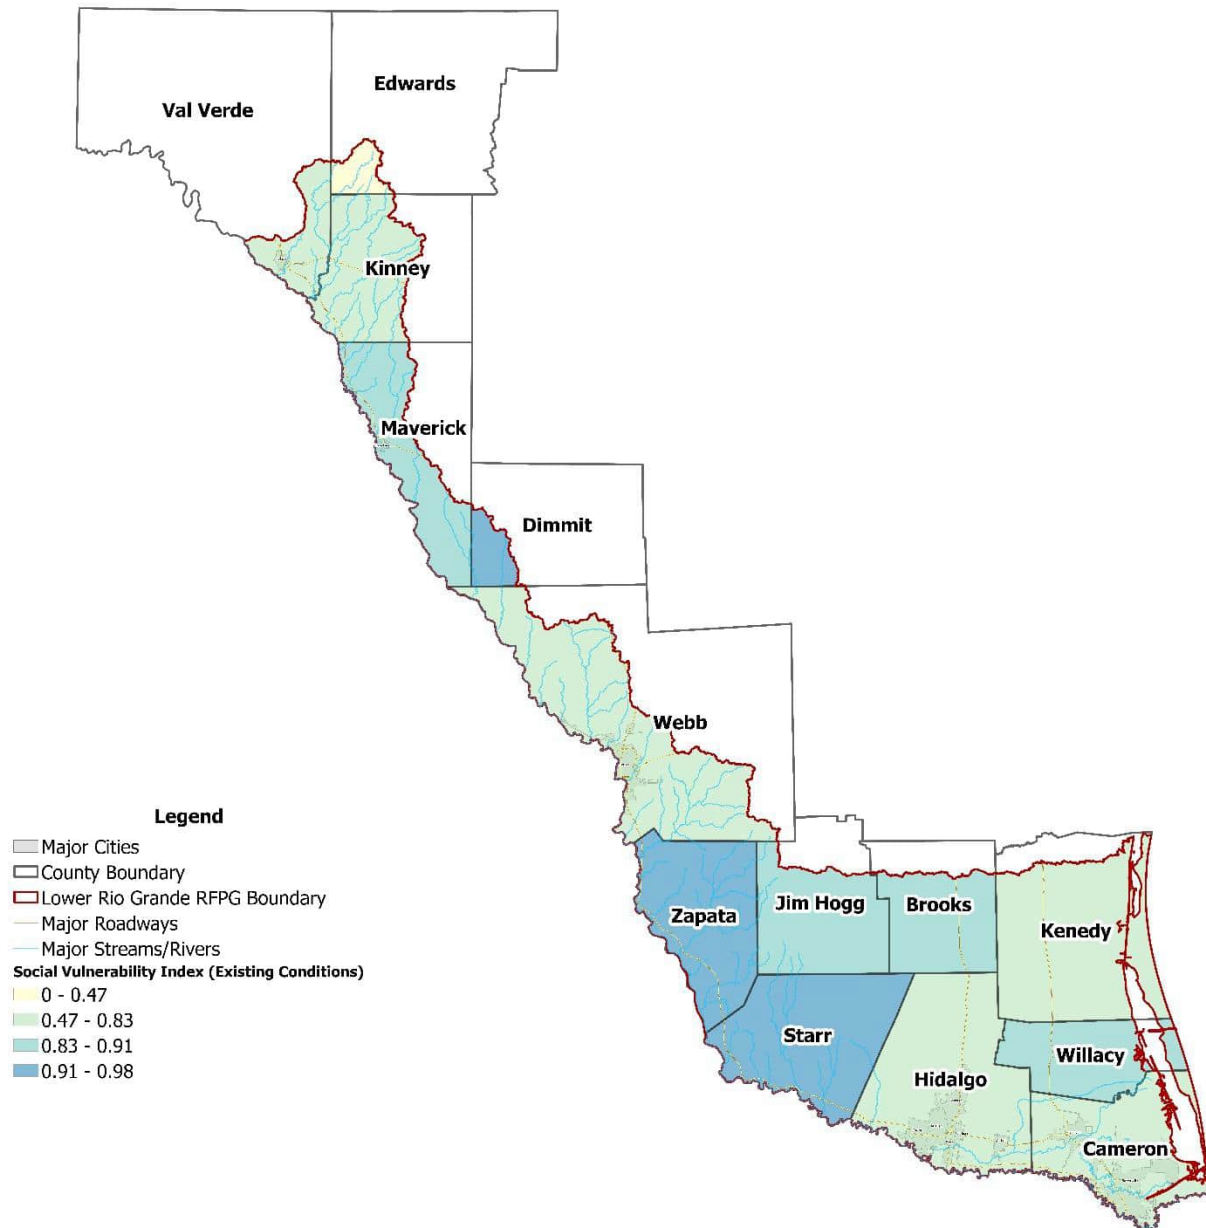 Edwards
Val Verde
Kinney
Maverick
Dimmit
Webb
Zapata
Jim Hogg
Brooks
Kenedy
Starr
Willacy
Hidalgo
Cameron
Legend
Major Cities
County Boundary
Lower Rio Grande RFPG Boundary
Major Roadways
Major Streams/Rivers
Social Vulnerability Index (Existing Conditions)
0 - 0.47
0.47 - 0.83
0.83 - 0.91
0.91 - 0.98